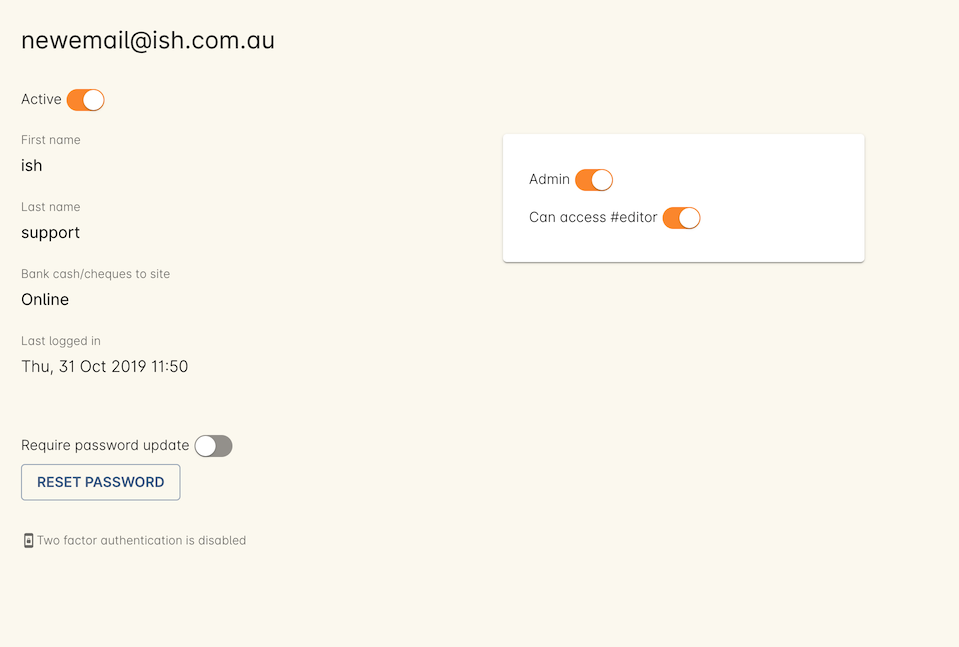 newemail@ish.com.au
Active
First name
ish
Last name
support
Bank cash/cheques to site
Online
Last logged in
Thu, 31 Oct 2019 11:50
Require password update
RESET PASSWORD
Two factor authentication is disabled
Admin
Can access #editor